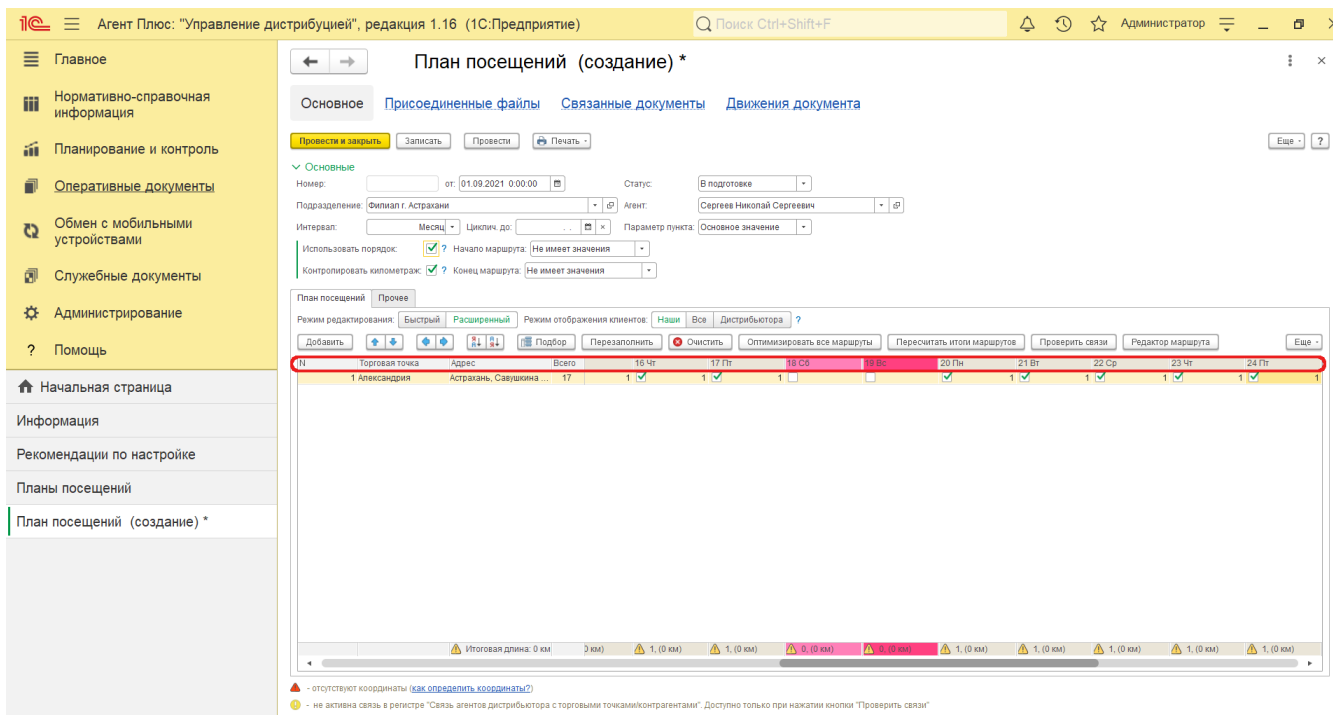 1С Агент Плюс: "Управление дистрибуцией", редакция 1.16 (1С:Предприятие) Поиск Ctrl+Shift+F Администратор
Главное
Нормативно-справочная
информация
Планирование и контроль
Оперативные документы
Обмен с мобильными
устройствами
Служебные документы
Администрирование
? Помощь
Начальная страница
Информация
Рекомендации по настройке
Планы посещений
План посещений (создание) *
План посещений (создание) *
Основное Присоединенные файлы Связанные документы Движения документа
Провести и закрыть Записать Провести Печать Еще ?
Основные
Номер: от: 01.09.2021 0:00:00 Статус: В подготовке
Подразделение: Филиал г. Астрахани Агент: Сергеев Николай Сергеевич
Интервал: Месяц Циклич. до: . . Параметр пункта: Основное значение
Использовать порядок: ? Начало маршрута: Не имеет значения
Контролировать километраж: ? Конец маршрута: Не имеет значения
План посещений Прочее
Режим редактирования: Быстрый Расширенный Режим отображения клиентов: Наши Все Дистрибьютора ?
Добавить Подбор Перезаполнить Очистить Оптимизировать все маршруты Пересчитать итоги маршрутов Проверить связи Редактор маршрута Еще
N Торговая точка Адрес Всего 16 Чт 17 Пт 18 Сб 19 Вс 20 Пн 21 Вт 22 Ср 23 Чт 24 Пт
1 Александрия Астрахань, Савушкина ... 17 1 1 1 1 1 1 1 1
Итоговая длина: 0 км 0 км) 1, (0 км) 1, (0 км) 0, (0 км) 0, (0 км) 1, (0 км) 1, (0 км) 1, (0 км) 1, (0 км) 1, (0 км)
- отсутствуют координаты (как определить координаты?)
- не активна связь в регистре "Связь агентов дистрибьютора с торговыми точками/контрагентами". Доступно только при нажатии кнопки "Проверить связи"